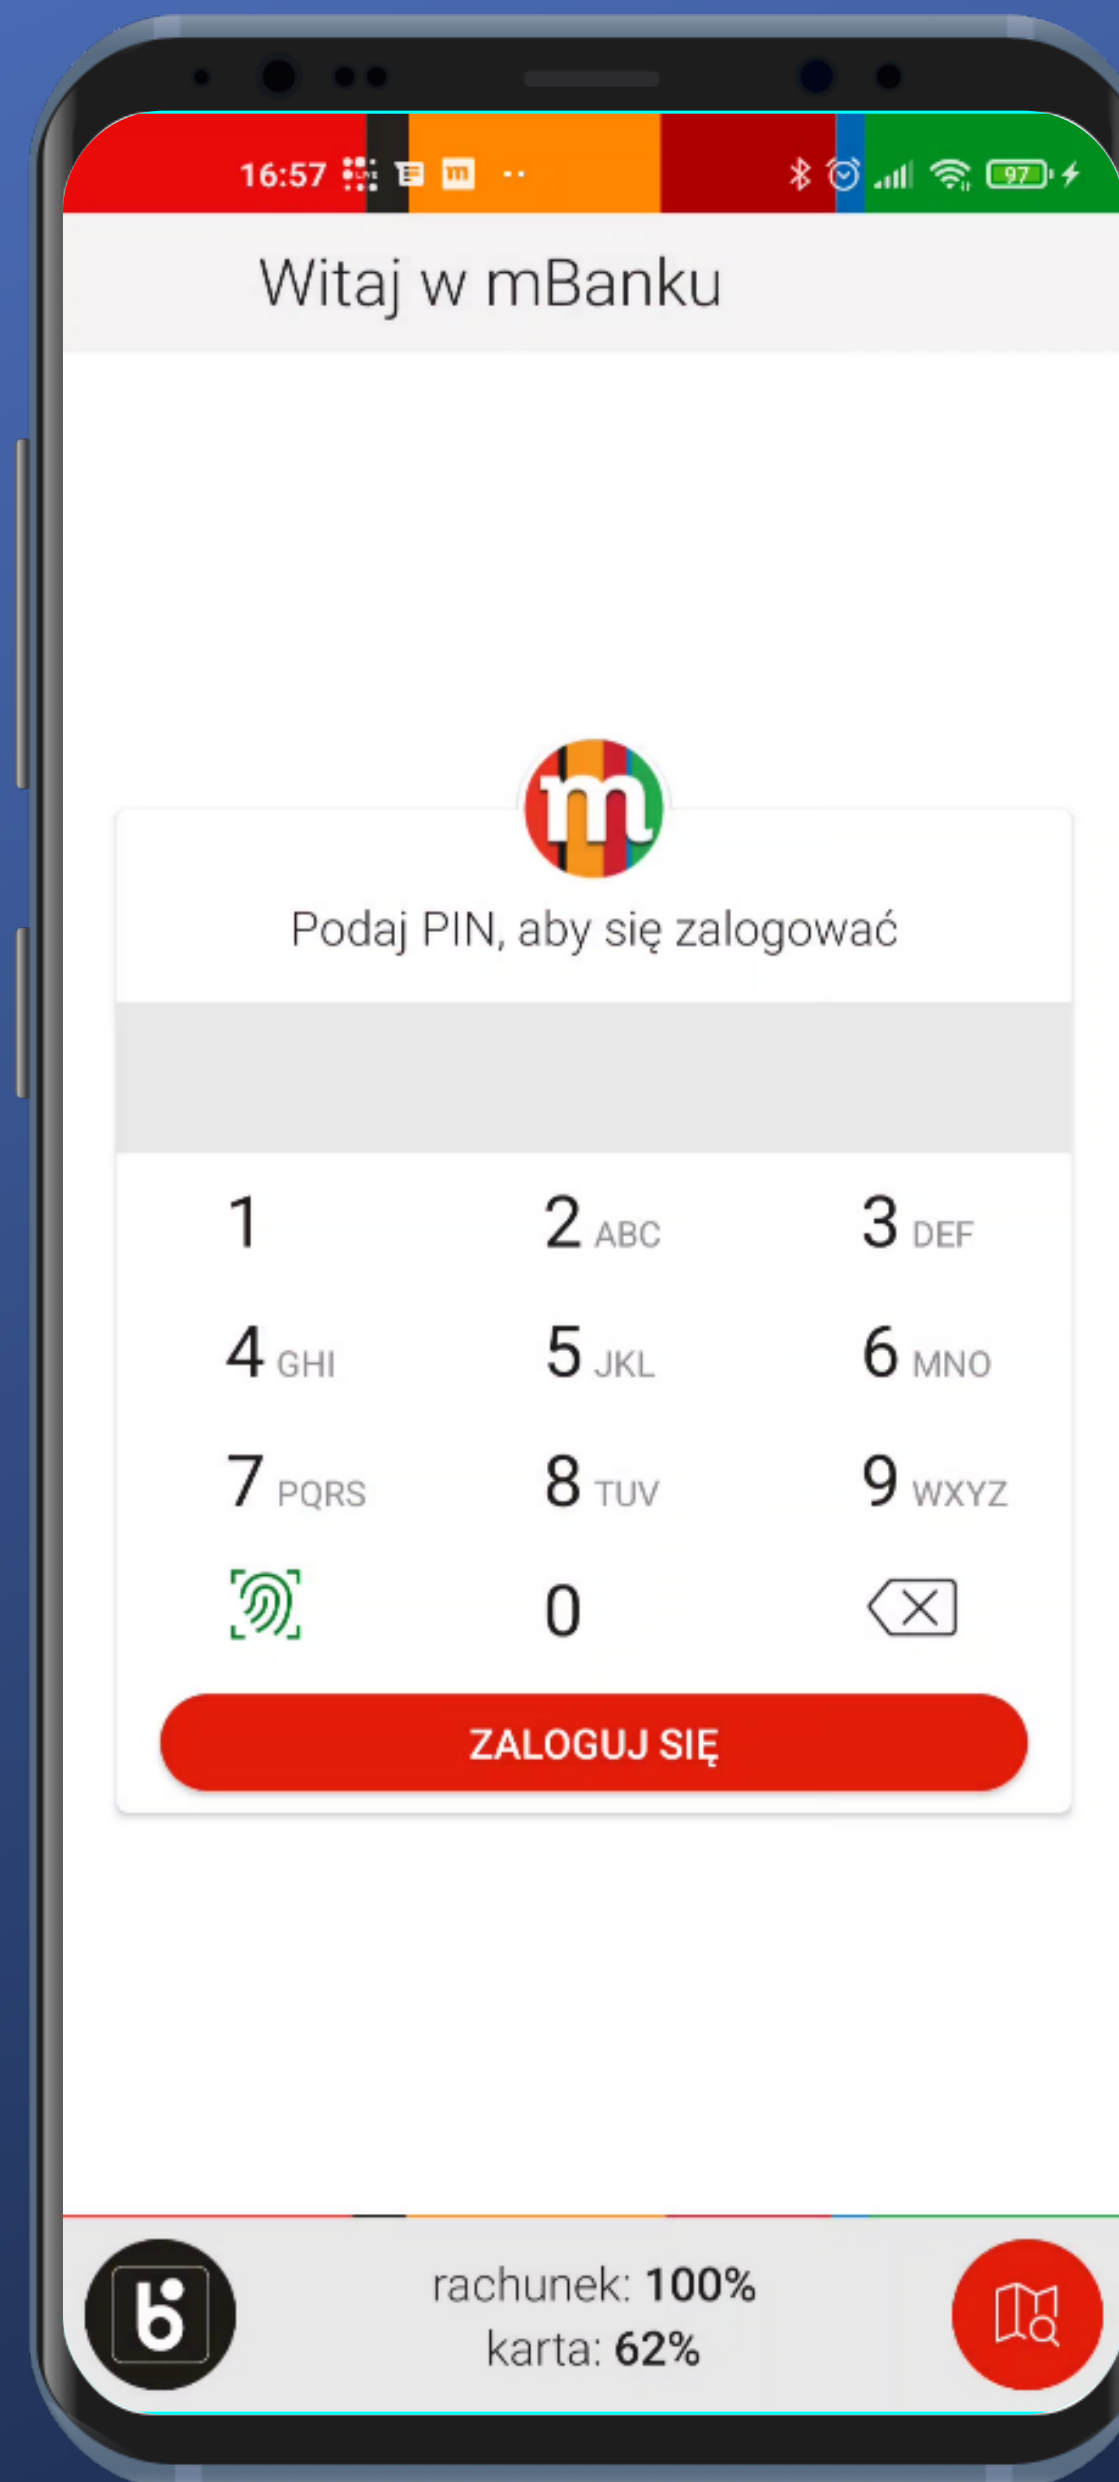 16:57 LIVE m 97
Witaj w mBanku
m
Podaj PIN, aby się zalogować
1 2 ABC 3 DEF
4 GHI 5 JKL 6 MNO
7 PQRS 8 TUV 9 WXYZ
0
ZALOGUJ SIĘ
rachunek: 100%
karta: 62%